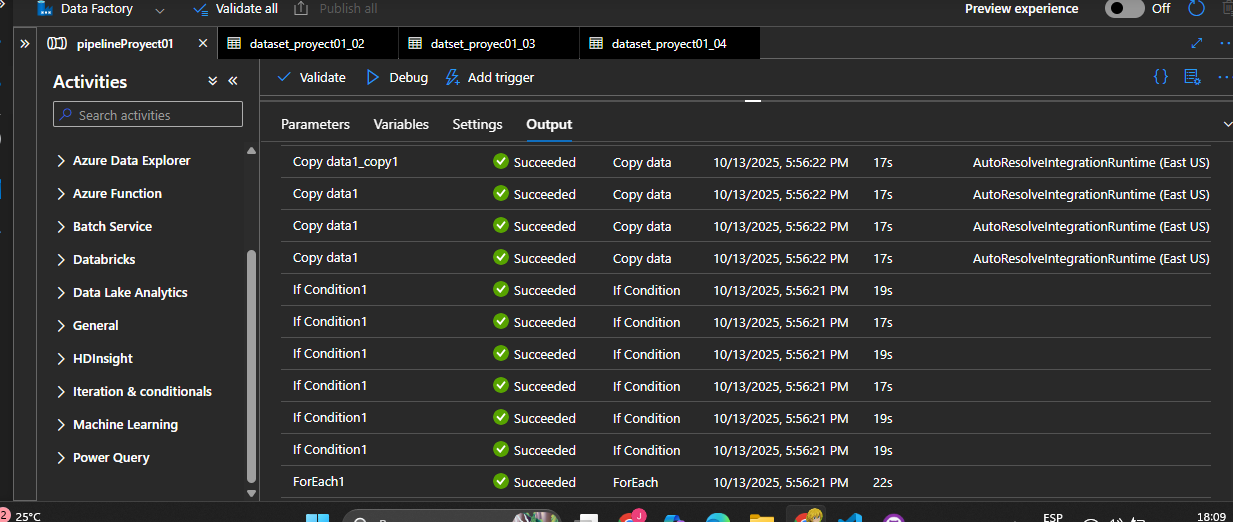 Data Factory Validate all Publish all Preview experience Off
pipelineProyect01 dataset_proyect01_02 datset_proyec01_03 dataset_proyect01_04
Activities
Validate Debug Add trigger
Search activities
Parameters Variables Settings Output
Azure Data Explorer
Azure Function
Batch Service
Databricks
Data Lake Analytics
General
HDInsight
Iteration & conditionals
Machine Learning
Power Query
Copy data1_copy1 Succeeded Copy data 10/13/2025, 5:56:22 PM 17s AutoResolveIntegrationRuntime (East US)
Copy data1 Succeeded Copy data 10/13/2025, 5:56:22 PM 17s AutoResolveIntegrationRuntime (East US)
Copy data1 Succeeded Copy data 10/13/2025, 5:56:22 PM 17s AutoResolveIntegrationRuntime (East US)
Copy data1 Succeeded Copy data 10/13/2025, 5:56:22 PM 17s AutoResolveIntegrationRuntime (East US)
If Condition1 Succeeded If Condition 10/13/2025, 5:56:21 PM 19s
If Condition1 Succeeded If Condition 10/13/2025, 5:56:21 PM 17s
If Condition1 Succeeded If Condition 10/13/2025, 5:56:21 PM 19s
If Condition1 Succeeded If Condition 10/13/2025, 5:56:21 PM 17s
If Condition1 Succeeded If Condition 10/13/2025, 5:56:21 PM 19s
If Condition1 Succeeded If Condition 10/13/2025, 5:56:21 PM 19s
ForEach1 Succeeded ForEach 10/13/2025, 5:56:21 PM 22s
2 25°C J ESP 18:09